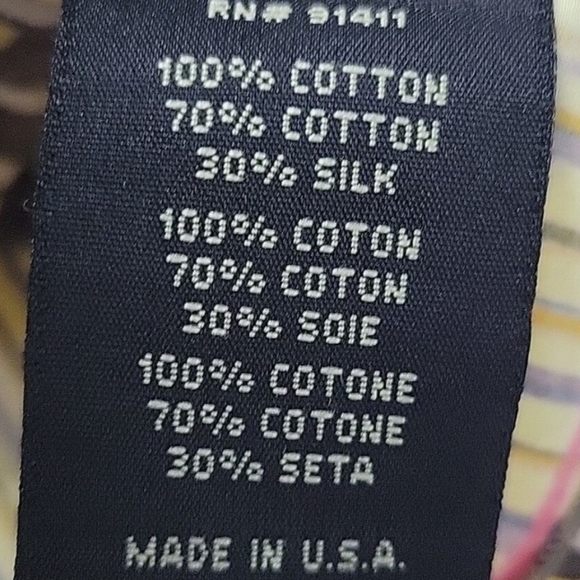 RN# 91411
100% COTTON
70% COTTON
30% SILK
100% COTON
70% COTON
30% SOIE
100% COTONE
70% COTONE
30% SETA
MADE IN U.S.A.